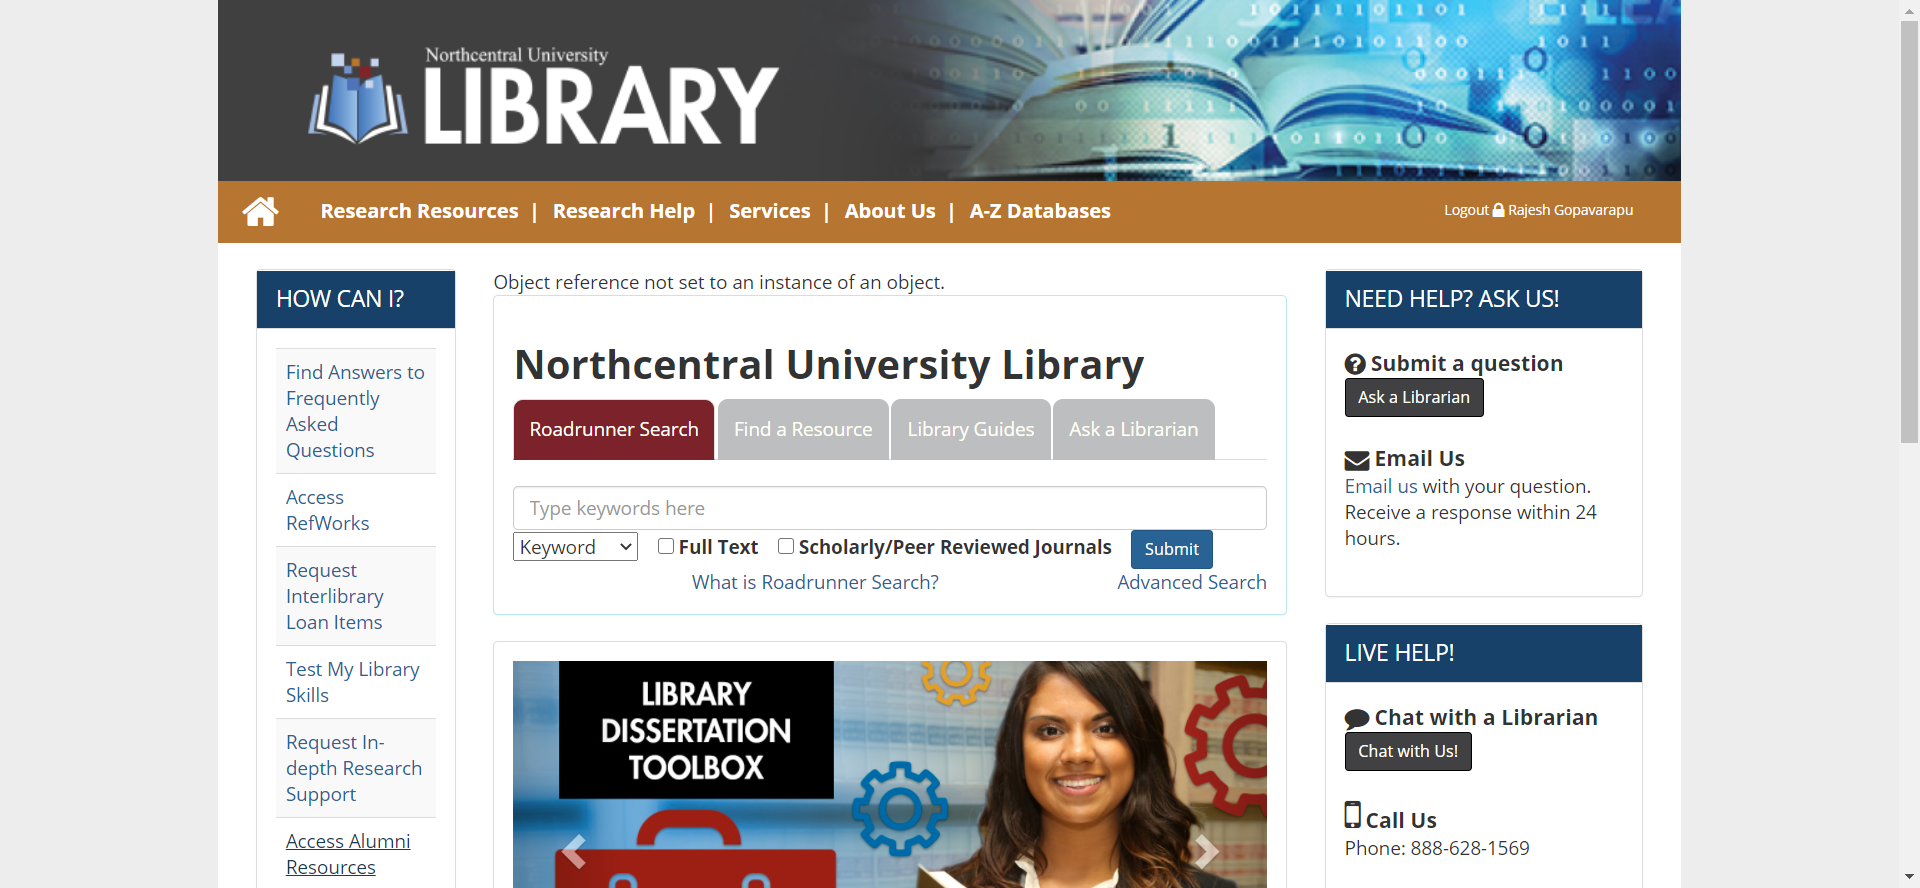 Northcentral University
LIBRARY
Research Resources | Research Help | Services | About Us | A-Z Databases
Logout Rajesh Gopavarapu
HOW CAN I?
Find Answers to
Frequently
Asked
Questions
Access
RefWorks
Request
Interlibrary
Loan Items
Test My Library
Skills
Request In-
depth Research
Support
Access Alumni
Resources
Object reference not set to an instance of an object.
Northcentral University Library
Roadrunner Search
Find a Resource
Library Guides
Ask a Librarian
Type keywords here
Keyword
Full Text
Scholarly/Peer Reviewed Journals
Submit
What is Roadrunner Search?
Advanced Search
LIBRARY
DISSERTATION
TOOLBOX
NEED HELP? ASK US!
Submit a question
Ask a Librarian
Email Us
Email us with your question.
Receive a response within 24
hours.
LIVE HELP!
Chat with a Librarian
Chat with Us!
Call Us
Phone: 888-628-1569